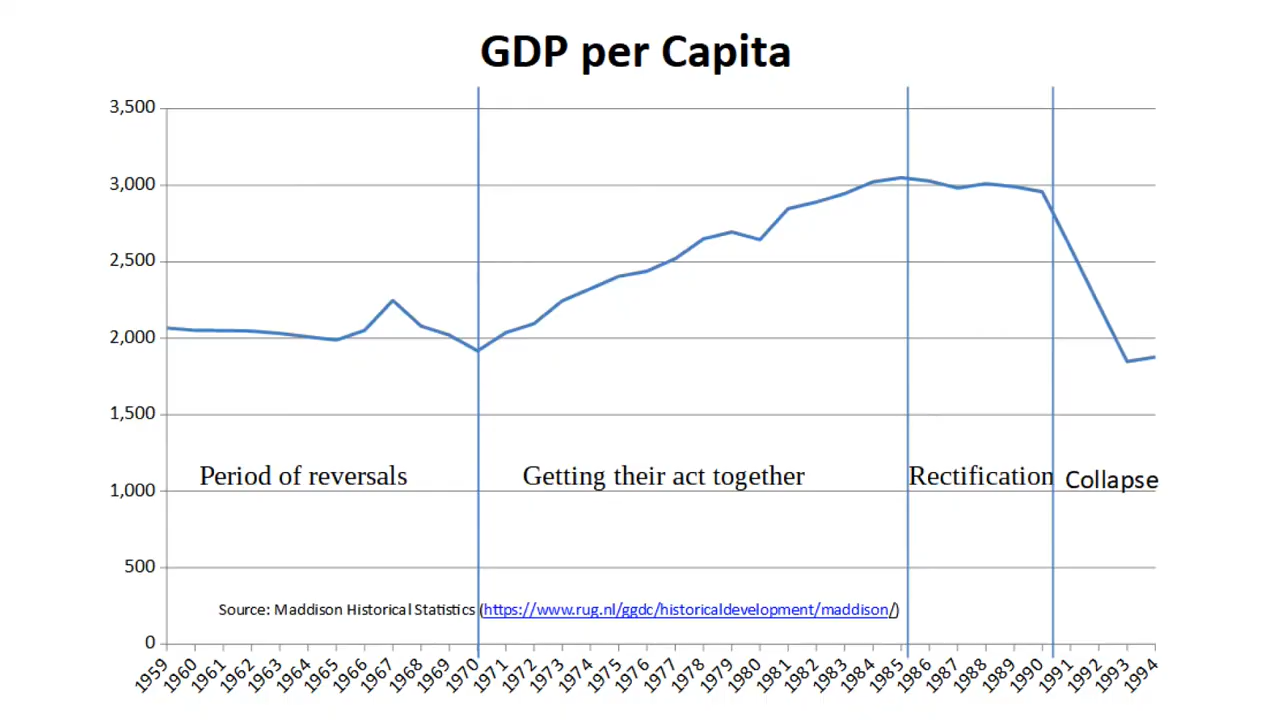 GDP per Capita
3,500
3,000
2,500
2,000
1,500
1,000
500
0
Period of reversals
Getting their act together
Rectification
Collapse
Source: Maddison Historical Statistics (https://www.rug.nl/ggdc/historicaldevelopment/maddison/)
1959 1960 1961 1962 1963 1964 1965 1966 1967 1968 1969 1970 1971 1972 1973 1974 1975 1976 1977 1978 1979 1980 1981 1982 1983 1984 1985 1986 1987 1988 1989 1990 1991 1992 1993 1994